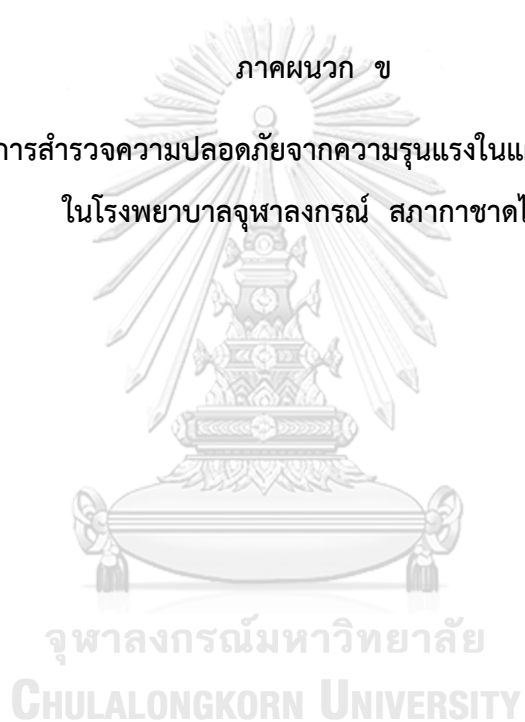 ภาคผนวก ข
การสำรวจความปลอดภัยจากความรุนแรงใน
ในโรงพยาบาลจุฬาลงกรณ์ สภากาชาด
จุฬาลงกรณ์มหาวิทยาลัย
CHULALONGKORN UNIVERSITY